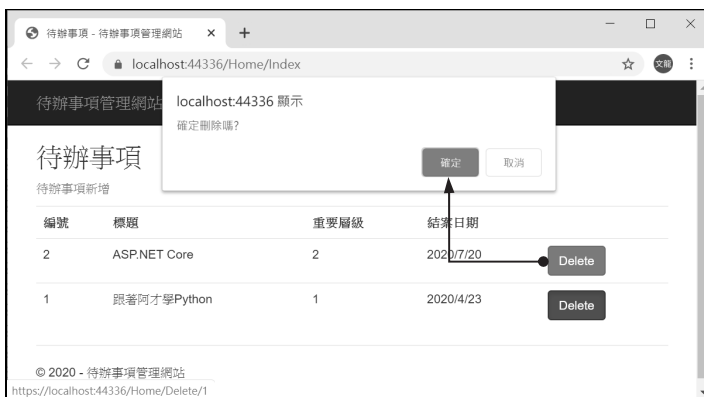 待辦事項 - 待辦事項管理網站
localhost:44336/Home/Index
文龍
待辦事項管理網站
localhost:44336 顯示
確定刪除嗎?
確定 取消
待辦事項
待辦事項新增
編號 標題 重要層級 結案日期
2 ASP.NET Core 2 2020/7/20 Delete
1 跟著阿才學Python 1 2020/4/23 Delete
© 2020 - 待辦事項管理網站
https://localhost:44336/Home/Delete/1